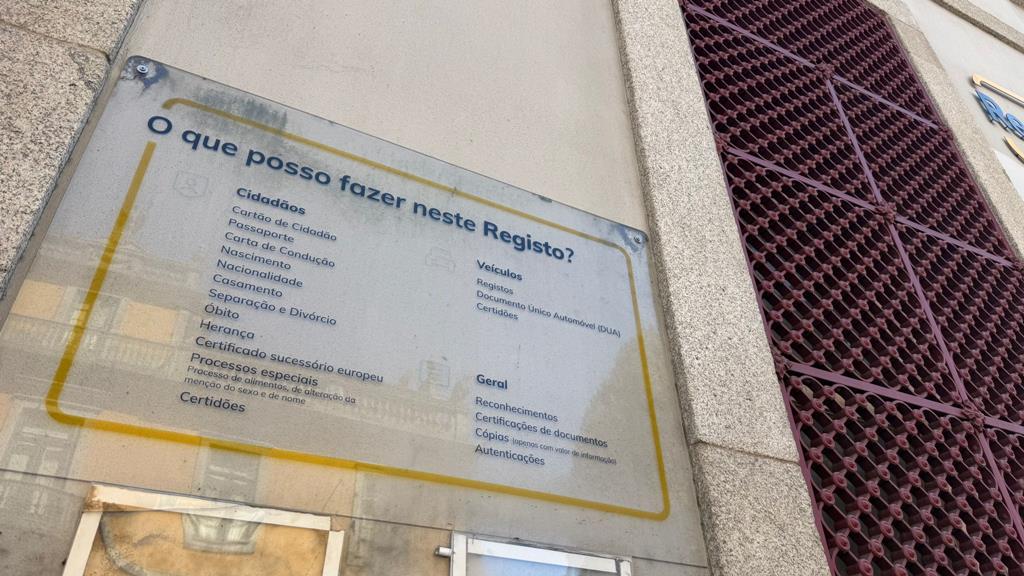 O que posso fazer neste Registo?
Cidadãos
Cartão de Cidadão
Passaporte
Carta de Condução
Nascimento
Nacionalidade
Casamento
Separação e Divórcio
Óbito
Herança
Certificado sucessório europeu
Processos especiais
Processo de alimentos, de alteração da
menção do sexo e de nome
Certidões
Veículos
Registos
Documento Único Automóvel (DUA)
Certidões
Geral
Reconhecimentos
Certificações de documentos
Cópias (apenas com valor de informação)
Autenticações